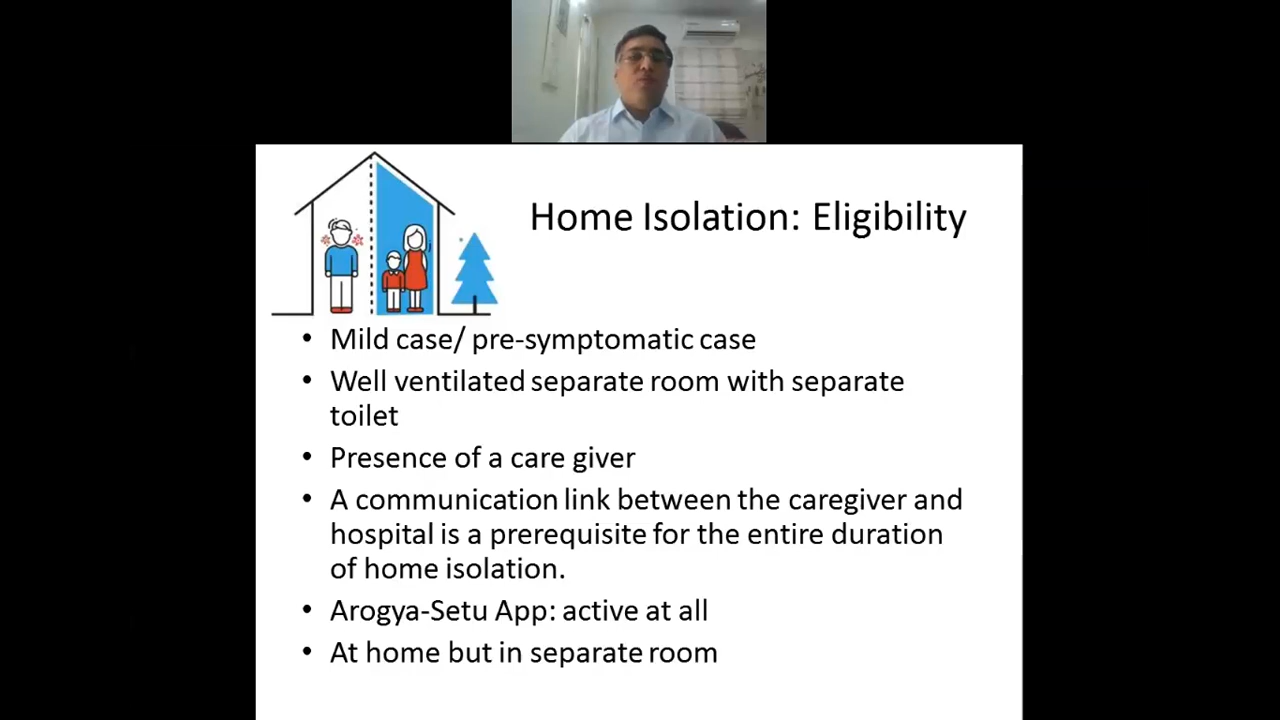 Home Isolation: Eligibility
• Mild case/ pre-symptomatic case
• Well ventilated separate room with separate
toilet
• Presence of a care giver
• A communication link between the caregiver and
hospital is a prerequisite for the entire duration
of home isolation.
• Arogya-Setu App: active at all
• At home but in separate room